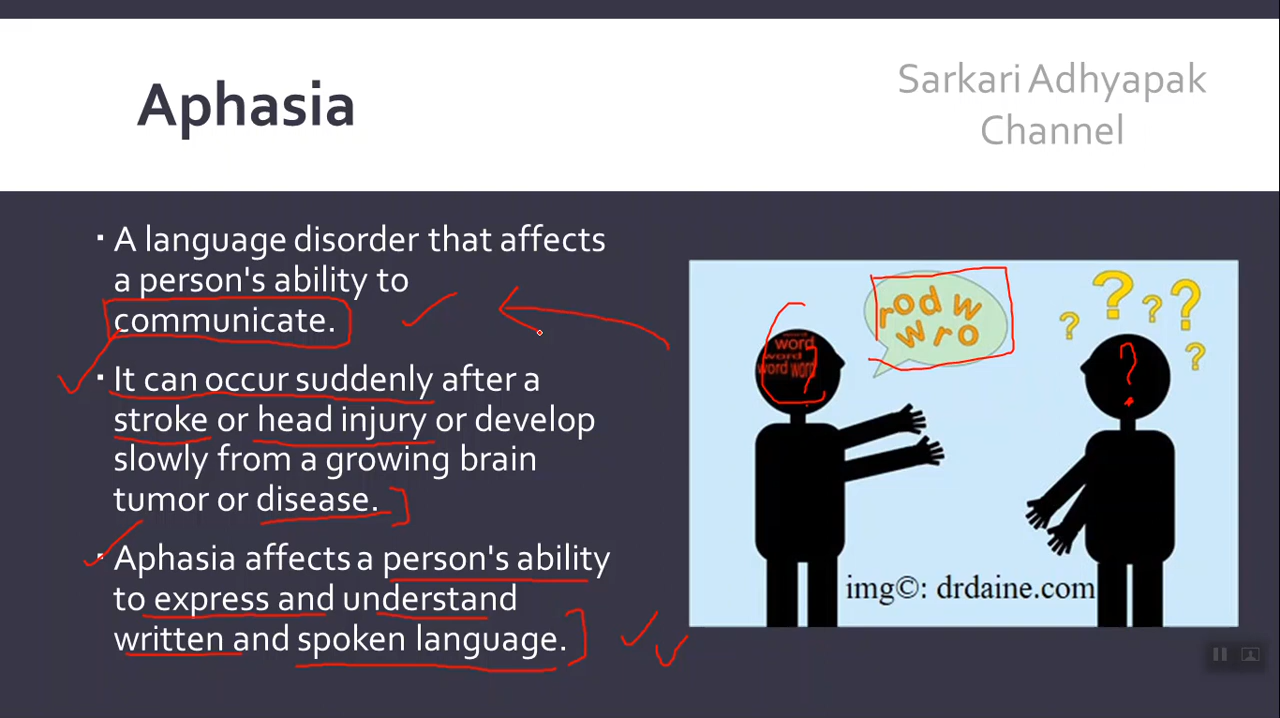 Aphasia
Sarkari Adhyapak
Channel
▪ A language disorder that affects
a person's ability to
communicate.
▪ It can occur suddenly after a
stroke or head injury or develop
slowly from a growing brain
tumor or disease.
▪ Aphasia affects a person's ability
to express and understand
written and spoken language.
word
word
word word
rod w
wro
? ? ? ?
?
?
img©: drdaine.com